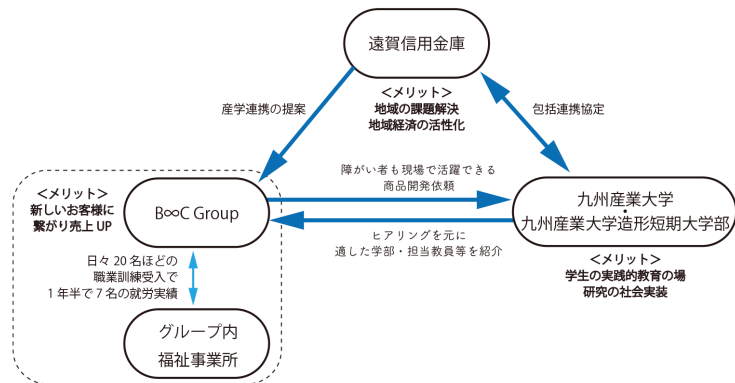 遠賀信用金庫
＜メリット＞
地域の課題解決
地域経済の活性化
産学連携の提案
包括連携協定
障がい者も現場で活躍できる
商品開発依頼
＜メリット＞
新しいお客様に
繋がり売上 UP
B∞C Group
九州産業大学
・
九州産業大学造形短期大学部
ヒアリングを元に
適した学部・担当教員等を紹介
＜メリット＞
学生の実践的教育の場
研究の社会実装
日々 20 名ほどの
職業訓練受入で
1 年半で 7 名の就労実績
グループ内
福祉事業所